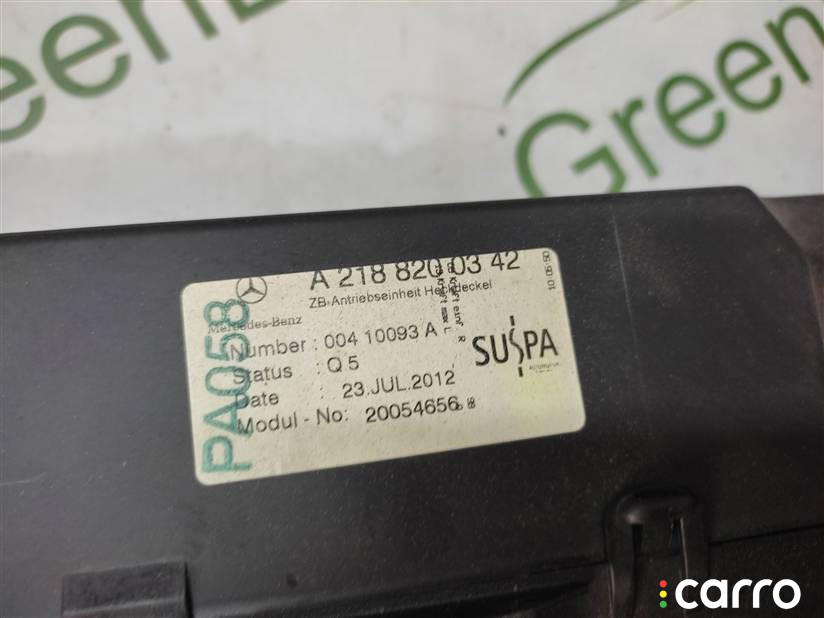 Green
Green
A 218 820 03 42
ZB-Antriebseinheit Heckdeckel
Mercedes-Benz
Number : 004 10093 A
Status : Q 5
Date : 23.JUL.2012
Modul - No: 20054656
SUSPA
PA058
carro